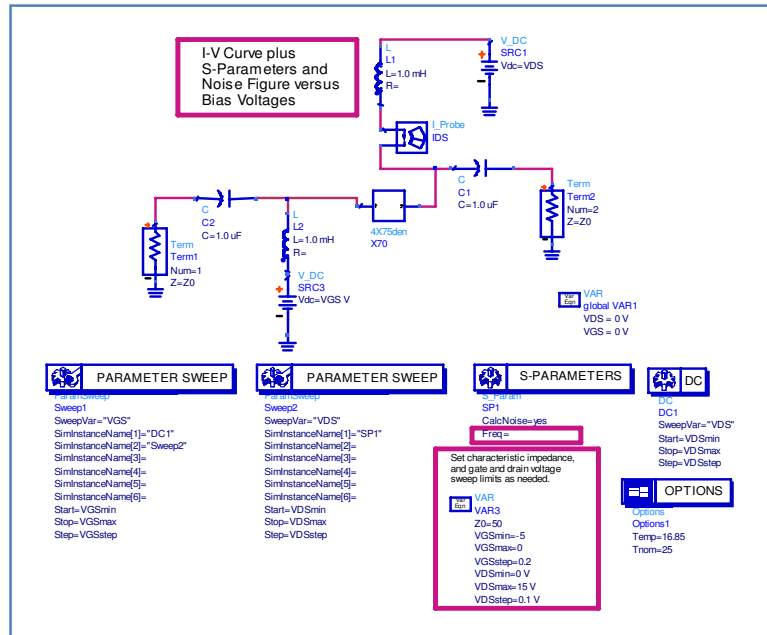 I-V Curve plus
S-Parameters and
Noise Figure versus
Bias Voltages
L
L1
L=1.0 mH
R=
V_DC
SRC1
Vdc=VDS
+
-
I_Probe
IDS
C
C1
C=1.0 uF
Term
Term2
Num=2
Z=Z0
+
-
C
C2
C=1.0 uF
Term
Term1
Num=1
Z=Z0
+
-
L
L2
L=1.0 mH
R=
V_DC
SRC3
Vdc=VGS V
+
-
4X75den
X70
Var
Eqn
VAR
global VAR1
VDS = 0 V
VGS = 0 V
PARAMETER SWEEP
ParamSweep
Sweep1
SweepVar="VGS"
SimInstanceName[1]="DC1"
SimInstanceName[2]="Sweep2"
SimInstanceName[3]=
SimInstanceName[4]=
SimInstanceName[5]=
SimInstanceName[6]=
Start=VGSmin
Stop=VGSmax
Step=VGSstep
PARAMETER SWEEP
ParamSweep
Sweep2
SweepVar="VDS"
SimInstanceName[1]="SP1"
SimInstanceName[2]=
SimInstanceName[3]=
SimInstanceName[4]=
SimInstanceName[5]=
SimInstanceName[6]=
Start=VDSmin
Stop=VDSmax
Step=VDSstep
S-PARAMETERS
S_Param
SP1
CalcNoise=yes
Freq=
Set characteristic impedance,
and gate and drain voltage
sweep limits as needed.
Var
Eqn
VAR
VAR3
Z0=50
VGSmin=-5
VGSmax=0
VGSstep=0.2
VDSmin=0 V
VDSmax=15 V
VDSstep=0.1 V
DC
DC
DC1
SweepVar="VDS"
Start=VDSmin
Stop=VDSmax
Step=VDSstep
OPTIONS
Options
Options1
Temp=16.85
Tnom=25